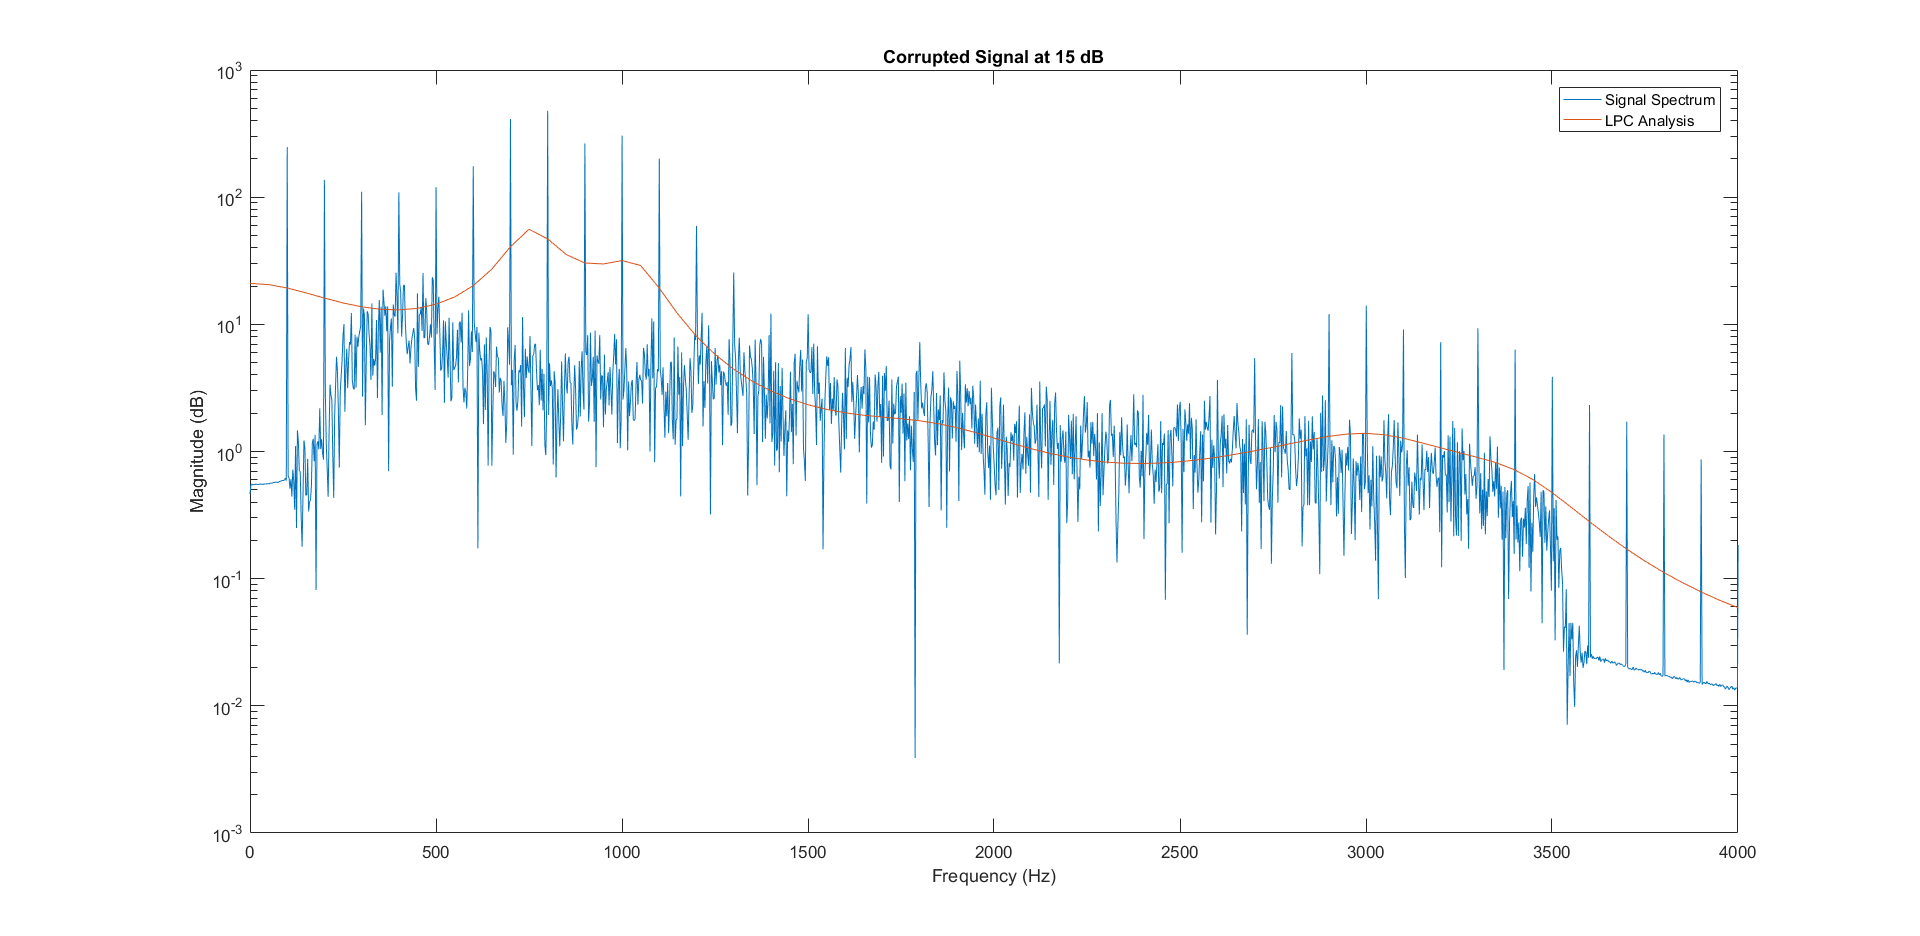 Corrupted Signal at 15 dB
Signal Spectrum
LPC Analysis
Magnitude (dB)
10^3
10^2
10^1
10^0
10^-1
10^-2
10^-3
0 500 1000 1500 2000 2500 3000 3500 4000
Frequency (Hz)